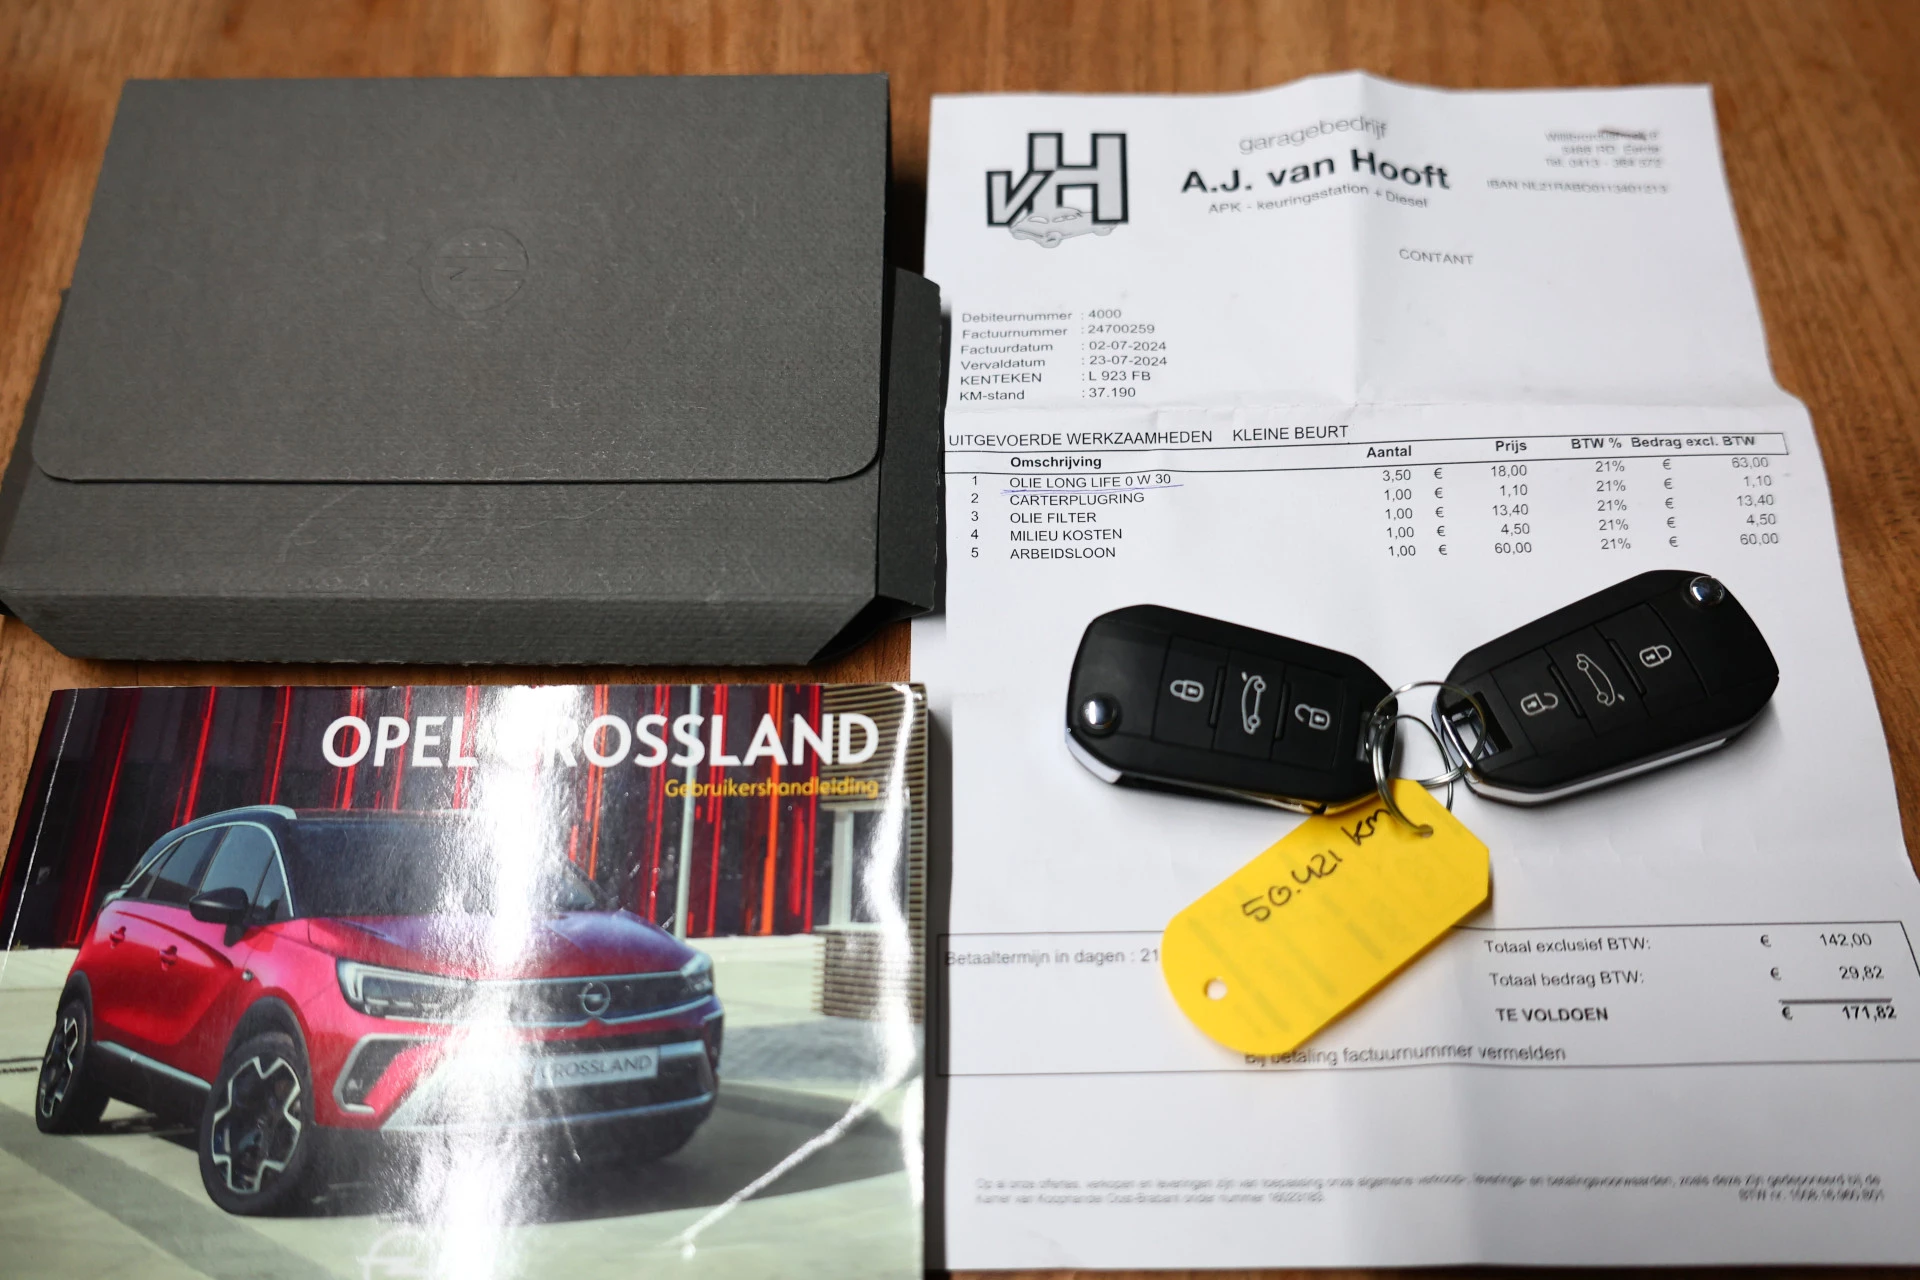 vH
garagebedrijf
A.J. van Hooft
APK - keuringsstation + Diesel
CONTANT
Debiteurnummer : 4000
Factuurnummer : 24700259
Factuurdatum : 02-07-2024
Vervaldatum : 23-07-2024
KENTEKEN : L 923 FB
KM-stand : 37.190
UITGEVOERDE WERKZAAMHEDEN KLEINE BEURT
Omschrijving Aantal Prijs BTW % Bedrag excl. BTW
1 OLIE LONG LIFE 0 W 30 3,50 € 18,00 21% € 63,00
2 CARTERPLUGRING 1,00 € 1,10 21% € 1,10
3 OLIE FILTER 1,00 € 13,40 21% € 13,40
4 MILIEU KOSTEN 1,00 € 4,50 21% € 4,50
5 ARBEIDSLOON 1,00 € 60,00 21% € 60,00
50.421 km
Betaaltermijn in dagen : 21
Totaal exclusief BTW: € 142,00
Totaal bedrag BTW: € 29,82
TE VOLDOEN € 171,82
Bij betaling factuurnummer vermelden
OPEL CROSSLAND
Gebruikershandleiding
CROSSLAND